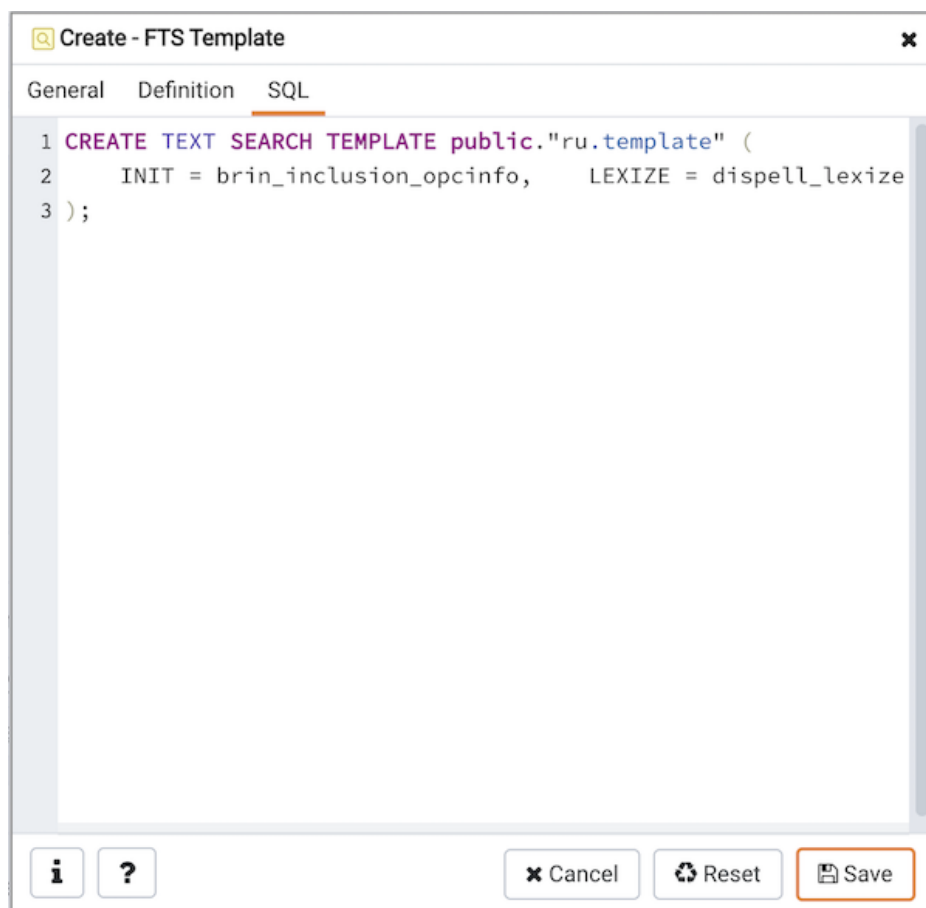 Create - FTS Template
General Definition SQL
1 CREATE TEXT SEARCH TEMPLATE public."ru.template" (
2 INIT = brin_inclusion_opcinfo, LEXIZE = dispell_lexize
3 );
i ? Cancel Reset Save